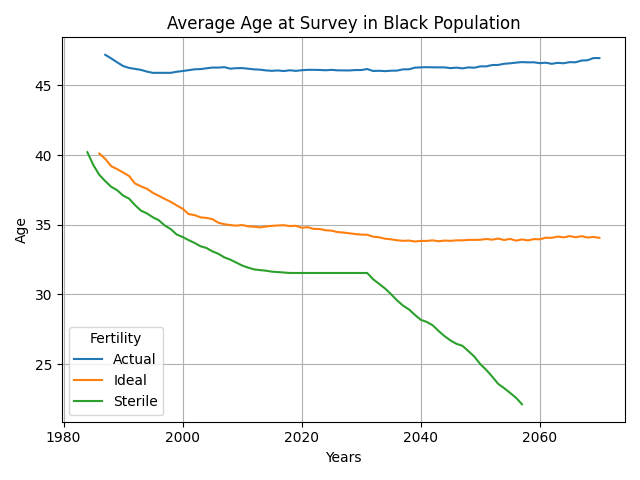 Average Age at Survey in Black Population
Age
45
40
35
30
25
Fertility
Actual
Ideal
Sterile
1980
2000
2020
2040
2060
Years